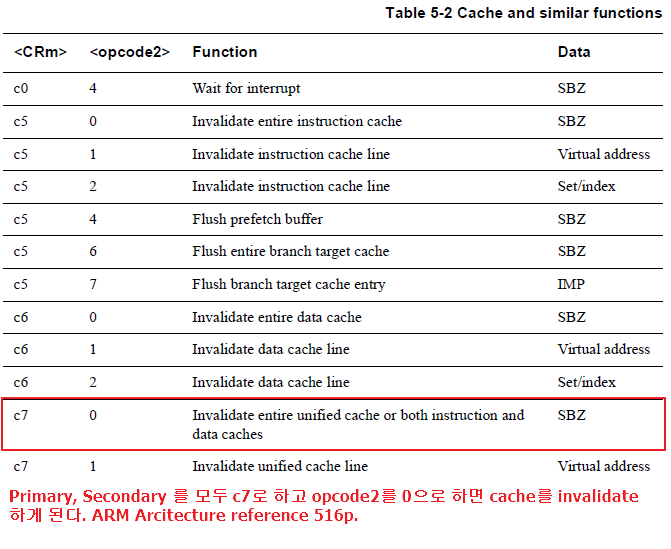 Table 5-2 Cache and similar functions
<CRm> <opcode2> Function Data
c0 4 Wait for interrupt SBZ
c5 0 Invalidate entire instruction cache SBZ
c5 1 Invalidate instruction cache line Virtual address
c5 2 Invalidate instruction cache line Set/index
c5 4 Flush prefetch buffer SBZ
c5 6 Flush entire branch target cache SBZ
c5 7 Flush branch target cache entry IMP
c6 0 Invalidate entire data cache SBZ
c6 1 Invalidate data cache line Virtual address
c6 2 Invalidate data cache line Set/index
c7 0 Invalidate entire unified cache or both instruction and SBZ
data caches
c7 1 Invalidate unified cache line Virtual address
Primary, Secondary 를 모두 c7로 하고 opcode2를 0으로 하면 cache를 invalidate
하게 된다. ARM Arcitecture reference 516p.